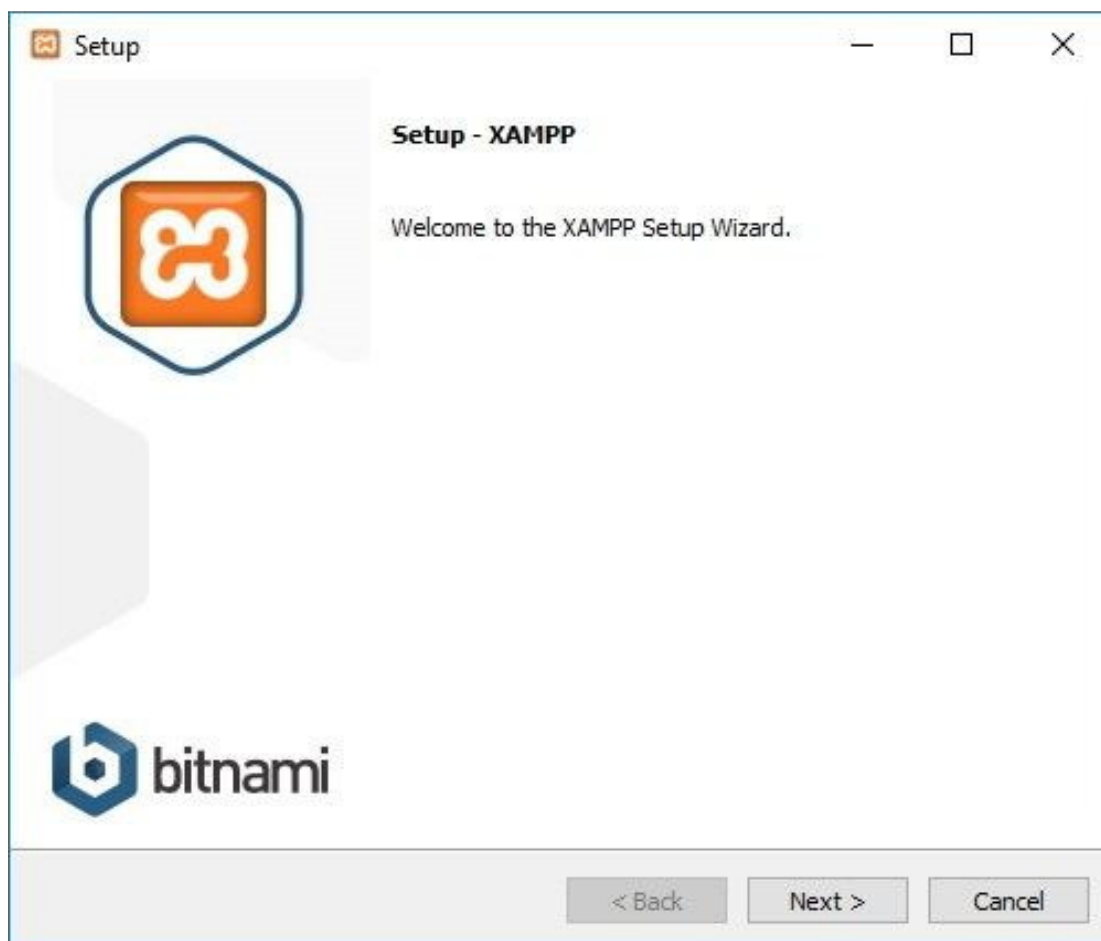 Setup
Setup - XAMPP
Welcome to the XAMPP Setup Wizard.
bitnami
< Back
Next >
Cancel